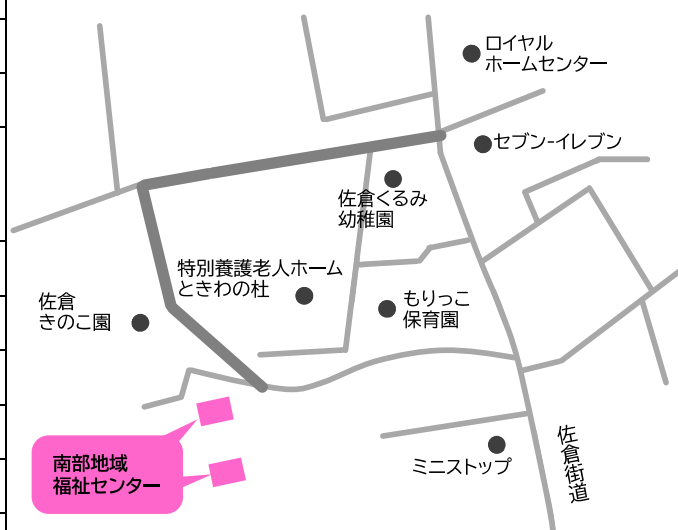 ロイヤル
ホームセンター
セブン-イレブン
佐倉くるみ
幼稚園
特別養護老人ホーム
ときわの杜
佐倉
きのこ園
もりっこ
保育園
南部地域
福祉センター
ミニストップ
佐倉街道